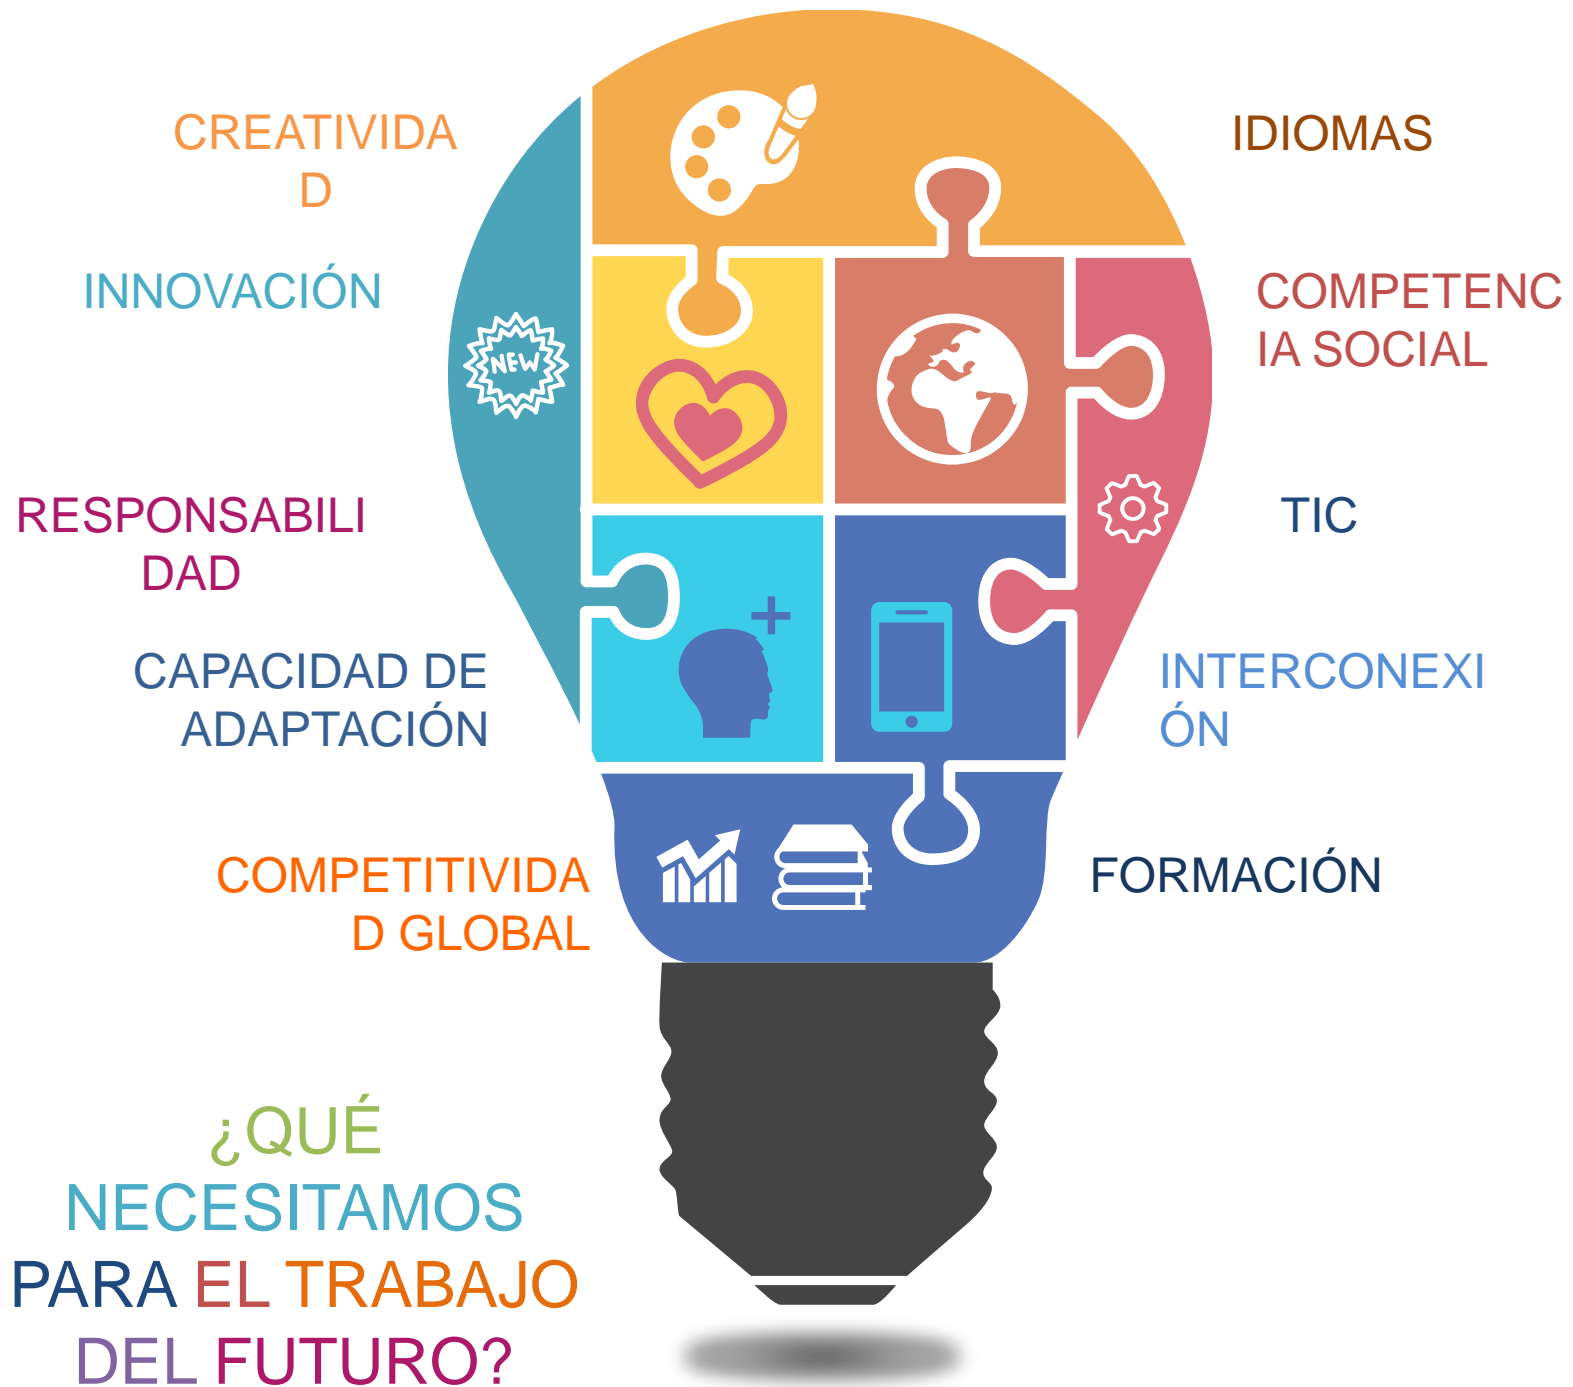 CREATIVIDA
D
INNOVACIÓN
RESPONSABILI
DAD
CAPACIDAD DE
ADAPTACIÓN
COMPETITIVIDA
D GLOBAL
IDIOMAS
COMPETENC
IA SOCIAL
TIC
INTERCONEXI
ÓN
FORMACIÓN
NEW
¿QUÉ
NECESITAMOS
PARA EL TRABAJO
DEL FUTURO?